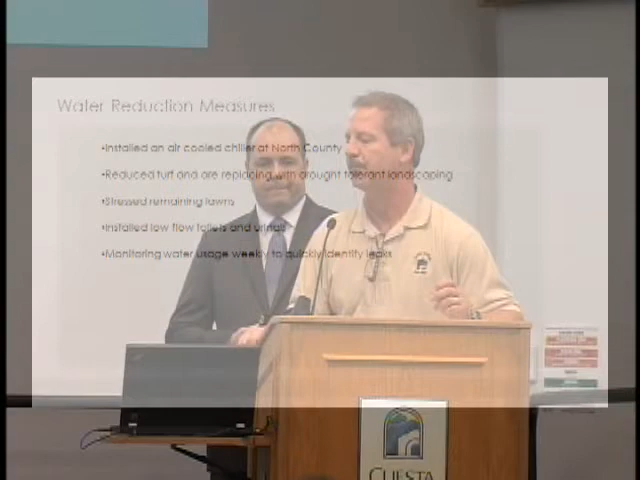 Water Reduction Measures
•Installed an air cooled chiller at North County
•Reduced turf and are replacing with drought tolerant landscaping
•Stressed remaining lawns
•Installed low flow toilets and urinals
•Monitoring water usage weekly to quickly identify leaks
CUESTA